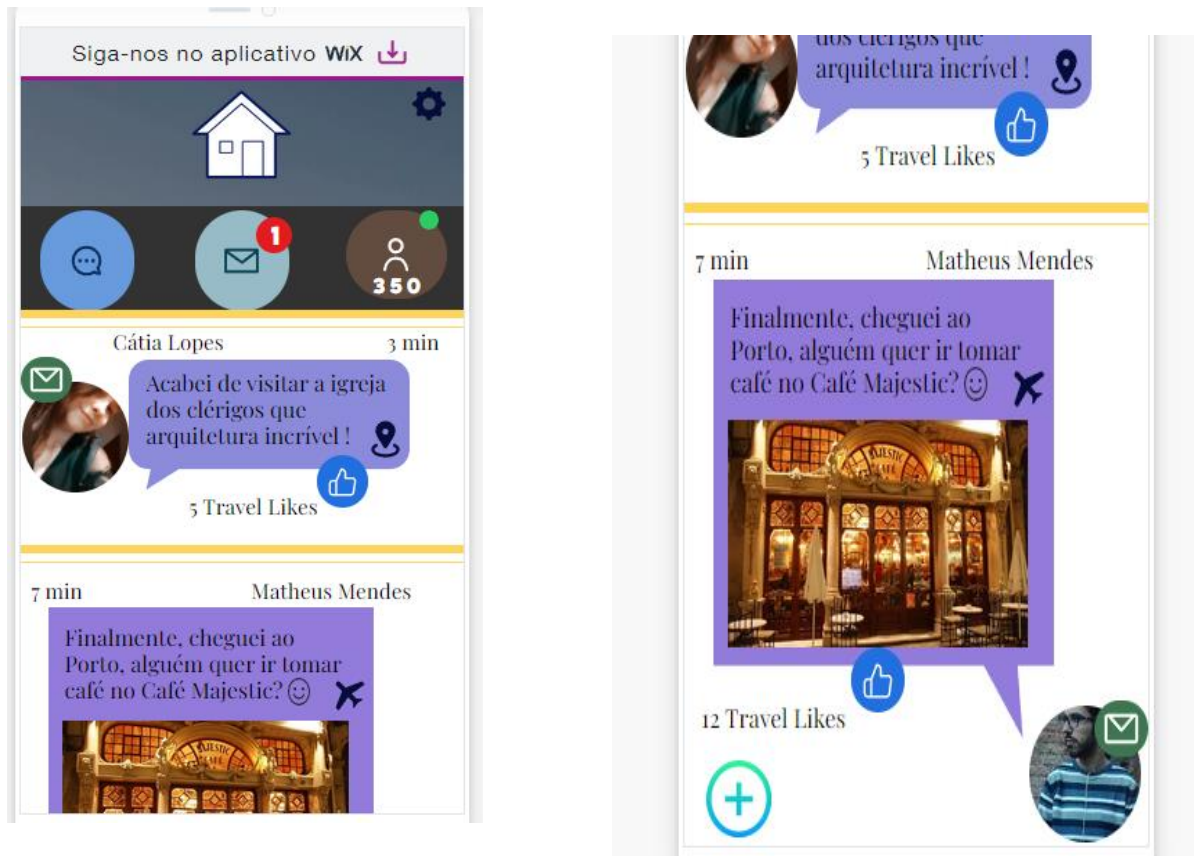 Siga-nos no aplicativo WiX
1
350
Cátia Lopes
3 min
Acabei de visitar a igreja
dos clérigos que
arquitetura incrível !
5 Travel Likes
7 min
Matheus Mendes
Finalmente, cheguei ao
Porto, alguém quer ir tomar
café no Café Majestic?
MAJESTIC
CAFE
dos clérigos que
arquitetura incrível !
5 Travel Likes
7 min
Matheus Mendes
Finalmente, cheguei ao
Porto, alguém quer ir tomar
café no Café Majestic?
MAJESTIC
CAFE
12 Travel Likes